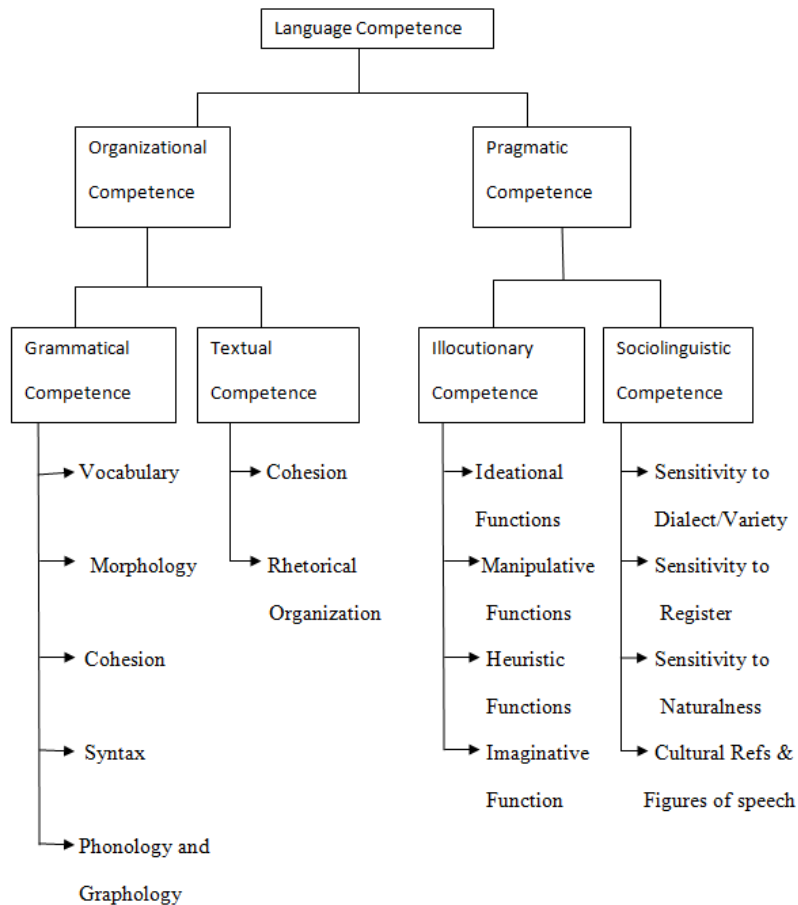 Language Competence
Organizational
Competence
Pragmatic
Competence
Grammatical
Competence
Textual
Competence
Illocutionary
Competence
Sociolinguistic
Competence
Vocabulary
Morphology
Cohesion
Syntax
Phonology and
Graphology
Cohesion
Rhetorical
Organization
Ideational
Functions
Manipulative
Functions
Heuristic
Functions
Imaginative
Function
Sensitivity to
Dialect/Variety
Sensitivity to
Register
Sensitivity to
Naturalness
Cultural Refs &
Figures of speech